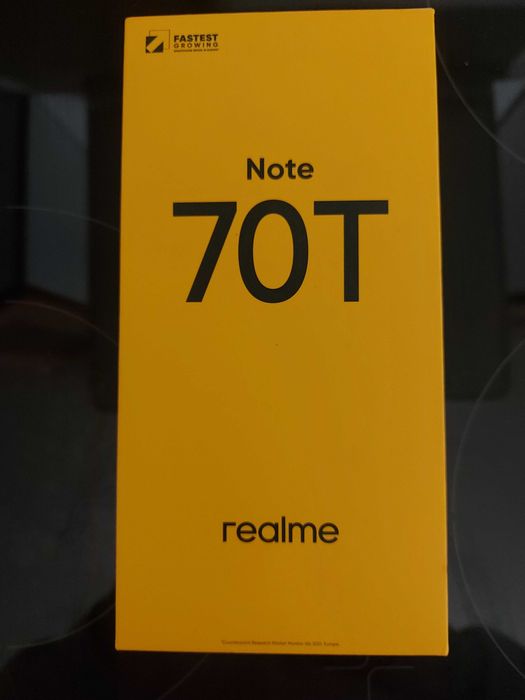 FASTEST
GROWING
Note
70T
realme